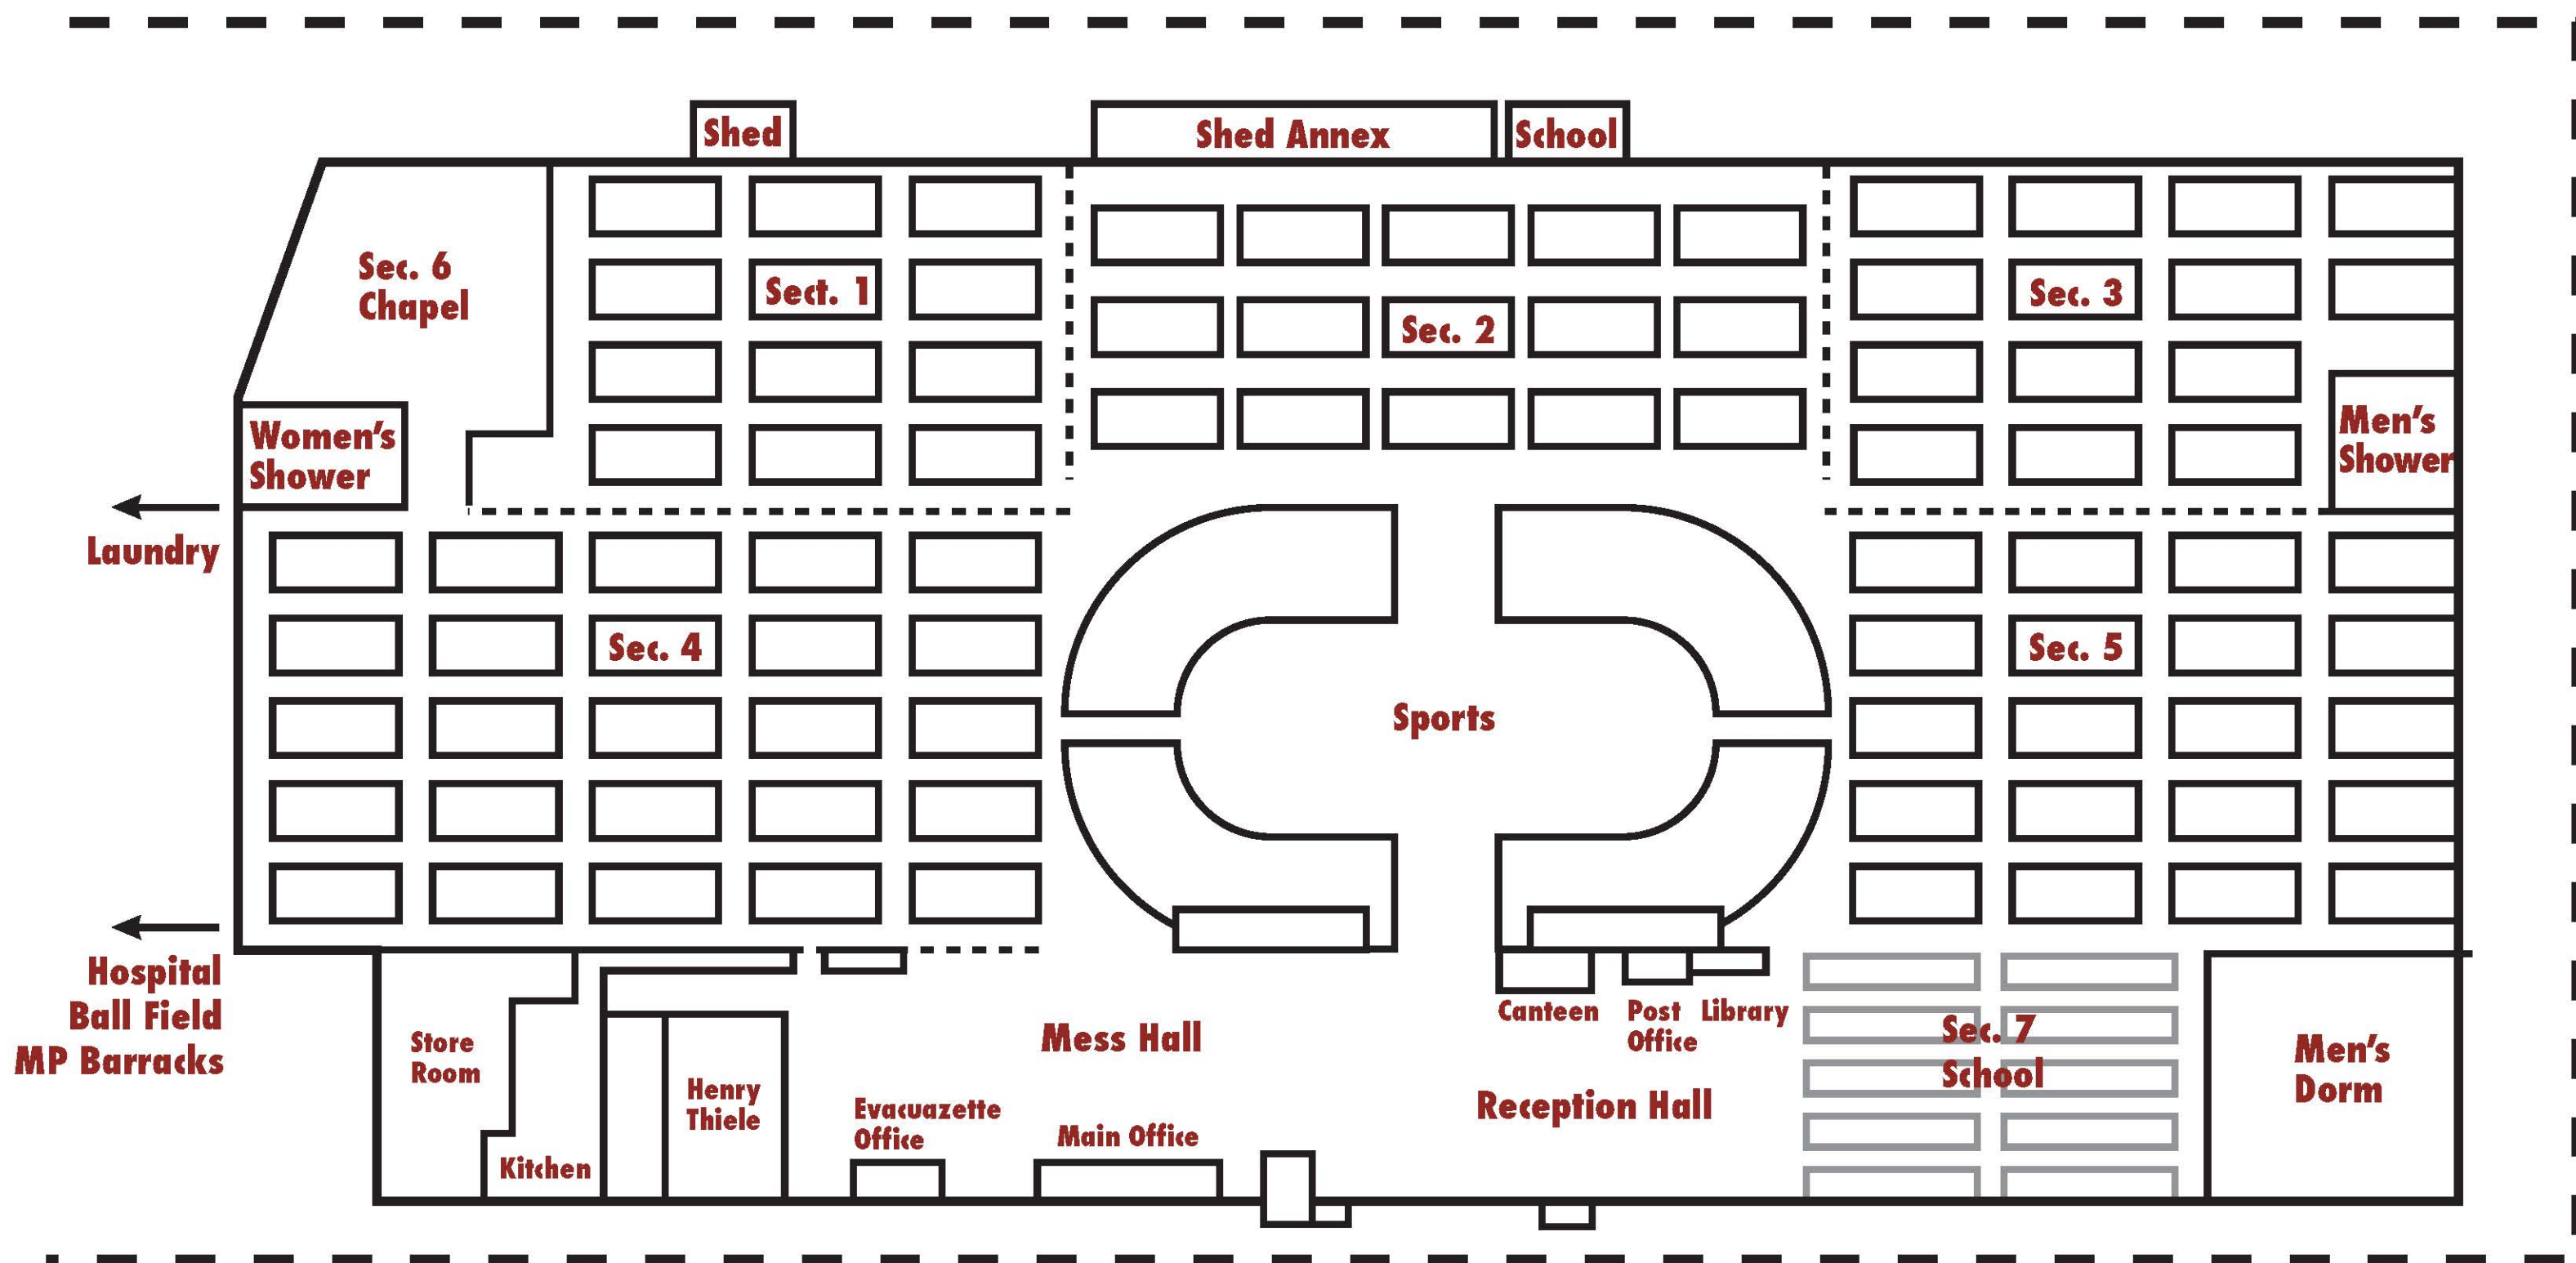 Shed
Shed Annex
School
Sec. 6
Chapel
Sect. 1
Sec. 2
Sec. 3
Women's
Shower
Men's
Shower
Laundry
Sec. 4
Sports
Sec. 5
Hospital
Ball Field
MP Barracks
Store
Room
Kitchen
Henry
Thiele
Evacuazette
Office
Main Office
Mess Hall
Canteen
Post
Office
Library
Reception Hall
Sec. 7
School
Men's
Dorm